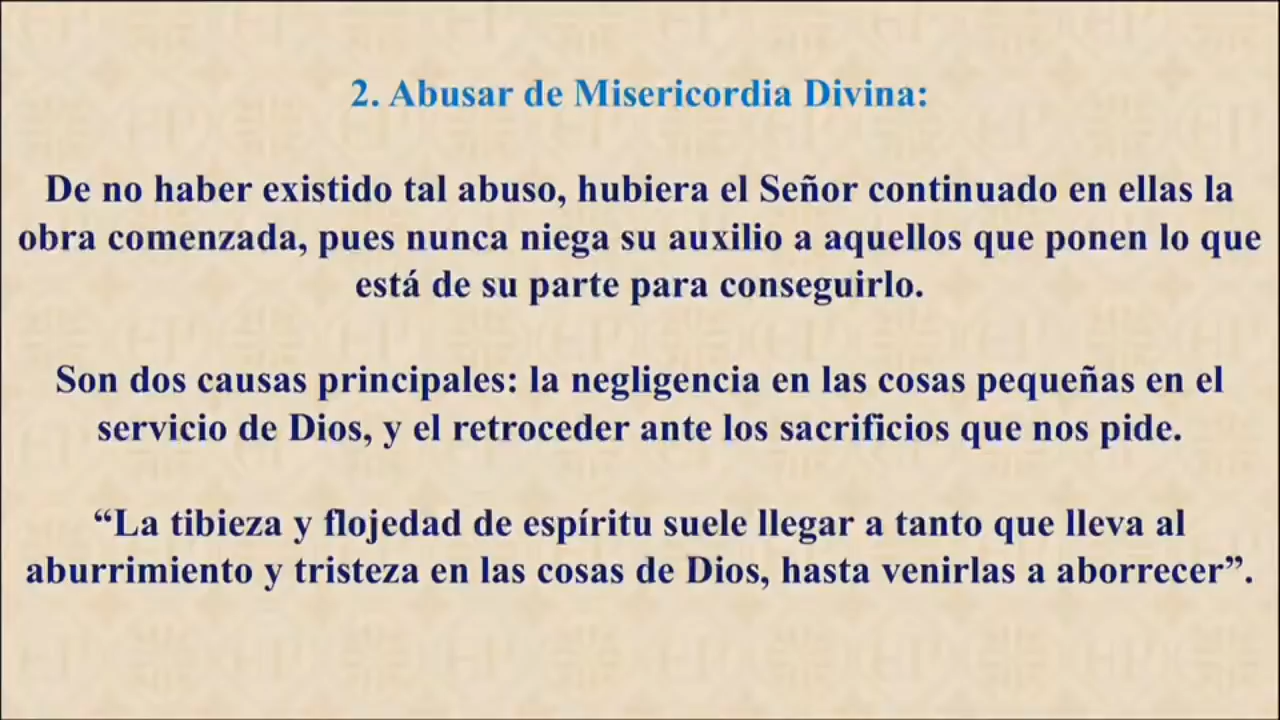 2. Abusar de Misericordia Divina:
De no haber existido tal abuso, hubiera el Señor continuado en ellas la
obra comenzada, pues nunca niega su auxilio a aquellos que ponen lo que
está de su parte para conseguirlo.
Son dos causas principales: la negligencia en las cosas pequeñas en el
servicio de Dios, y el retroceder ante los sacrificios que nos pide.
“La tibieza y flojedad de espíritu suele llegar a tanto que lleva al
aburrimiento y tristeza en las cosas de Dios, hasta venirlas a aborrecer”.